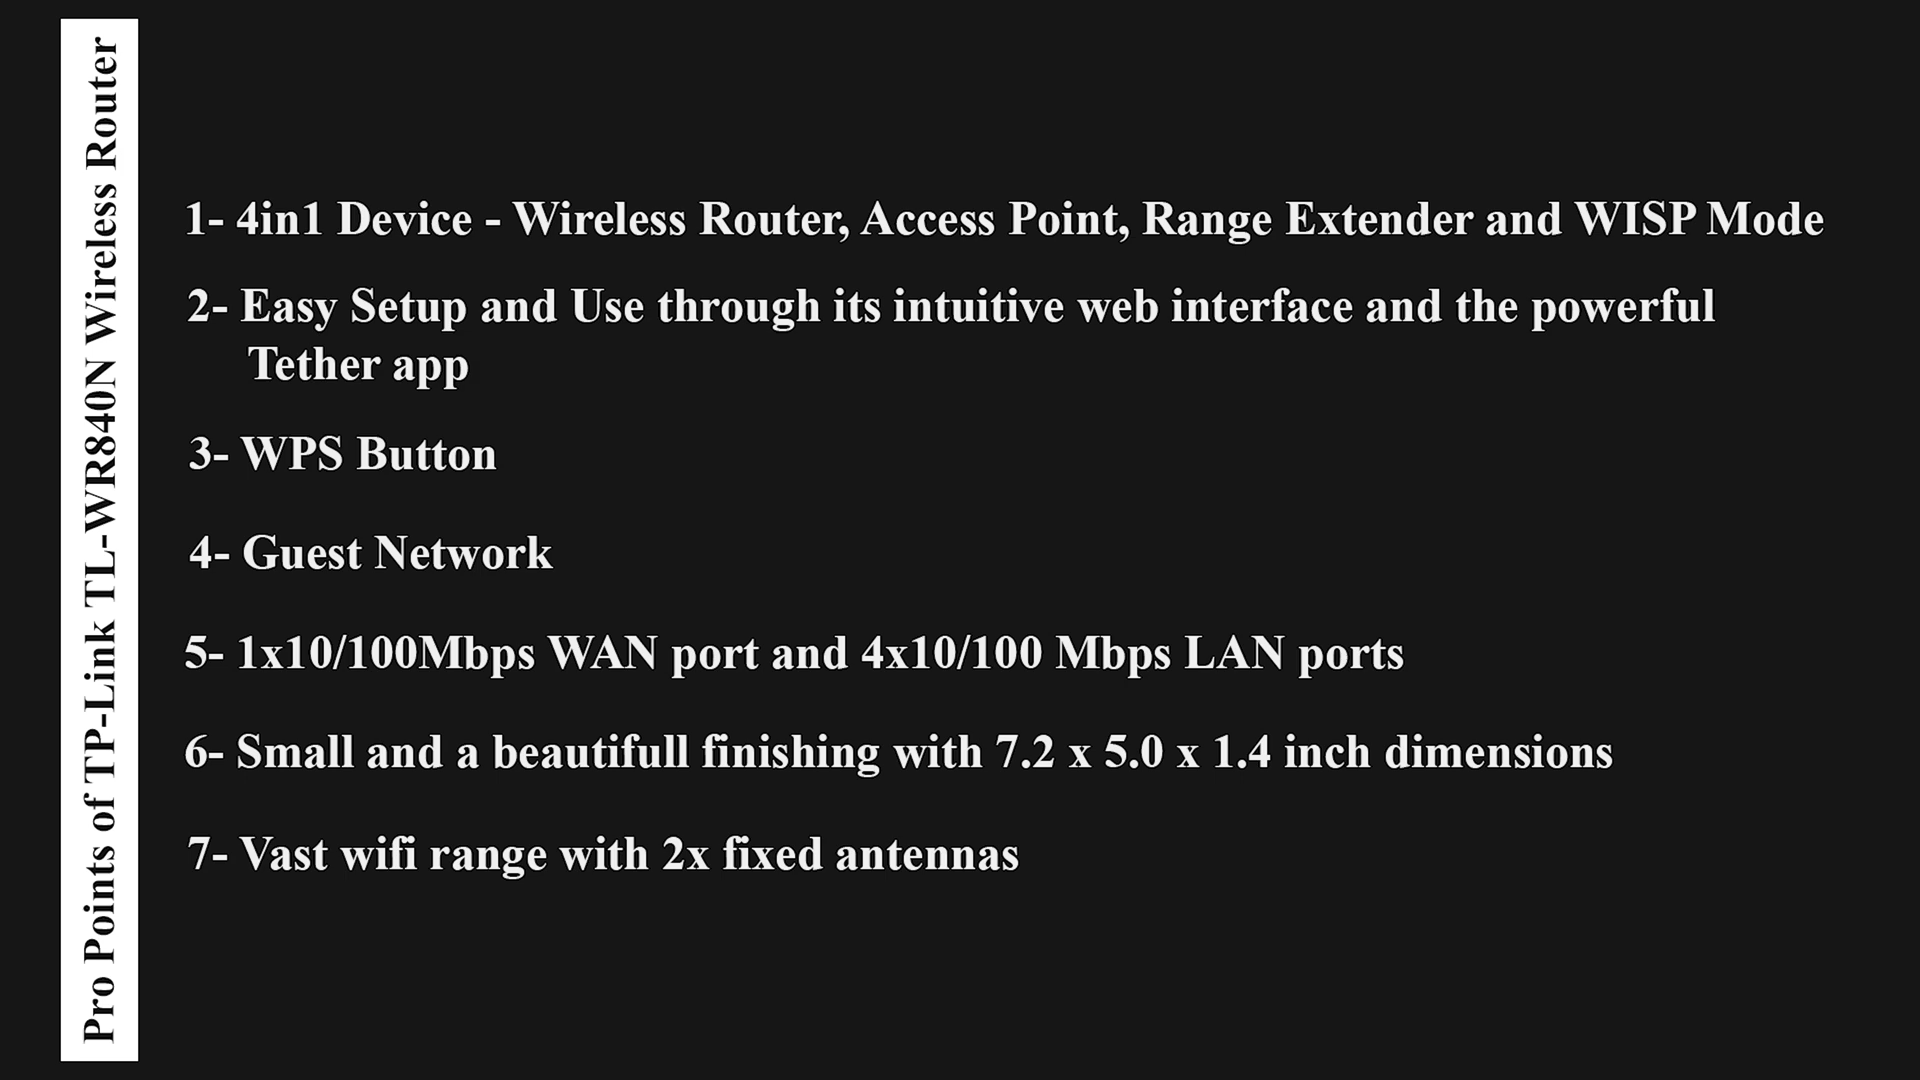 Pro Points of TP-Link TL-WR840N Wireless Router
1- 4in1 Device - Wireless Router, Access Point, Range Extender and WISP Mode
2- Easy Setup and Use through its intuitive web interface and the powerful
Tether app
3- WPS Button
4- Guest Network
5- 1x10/100Mbps WAN port and 4x10/100 Mbps LAN ports
6- Small and a beautifull finishing with 7.2 x 5.0 x 1.4 inch dimensions
7- Vast wifi range with 2x fixed antennas